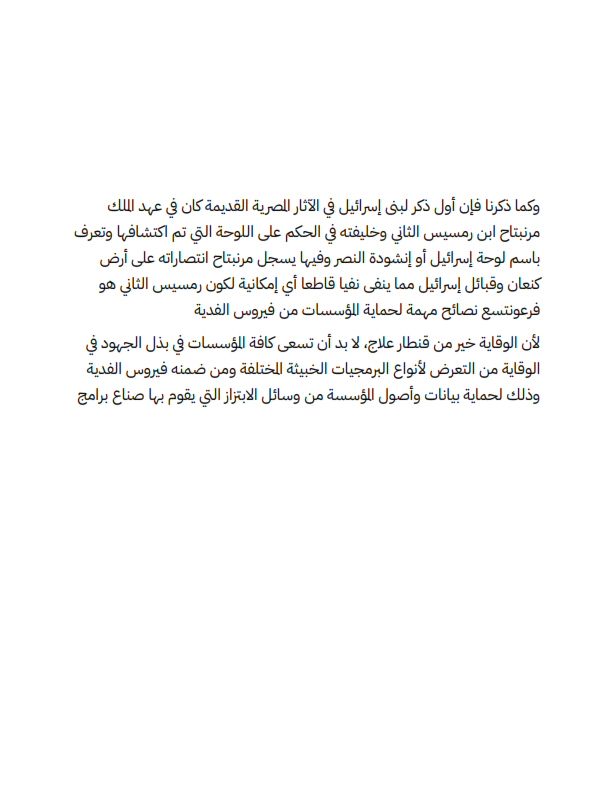 وكما ذكرنا فإن أول ذكر لبنى إسرائيل في الآثار المصرية القديمة كان في عهد الملك
مرنبتاح ابن رمسيس الثاني وخليفته في الحكم على اللوحة التي تم اكتشافها وتعرف
باسم لوحة إسرائيل أو إنشودة النصر وفيها يسجل مرنبتاح انتصاراته على أرض
كنعان وقبائل إسرائيل مما ينفى نفيا قاطعا أي إمكانية لكون رمسيس الثاني هو
فرعونتسع نصائح مهمة لحماية المؤسسات من فيروس الفدية
لأن الوقاية خير من قنطار علاج، لا بد أن تسعى كافة المؤسسات في بذل الجهود في
الوقاية من التعرض لأنواع البرمجيات الخبيثة المختلفة ومن ضمنه فيروس الفدية
وذلك لحماية بيانات وأصول المؤسسة من وسائل الابتزاز التي يقوم بها صناع برامج